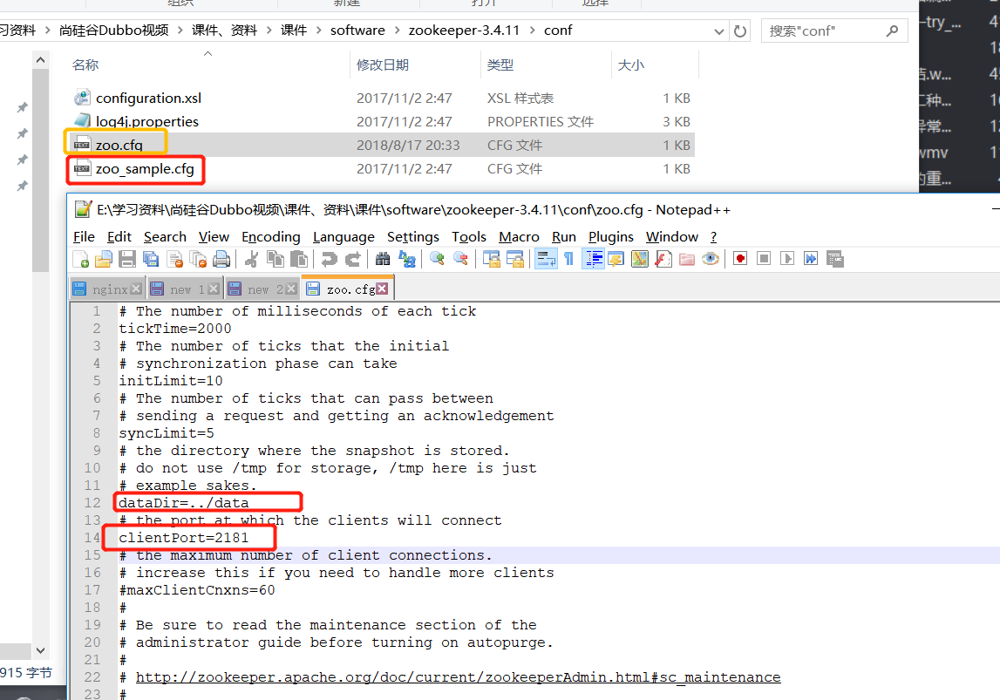 组织 新建 打开 选择
习资料 > 尚硅谷Dubbo视频 > 课件、资料 > 课件 > software > zookeeper-3.4.11 > conf
搜索"conf"
名称 修改日期 类型 大小
configuration.xsl 2017/11/2 2:47 XSL 样式表 1 KB
log4j.properties 2017/11/2 2:47 PROPERTIES 文件 3 KB
zoo.cfg 2018/8/17 20:33 CFG 文件 1 KB
zoo_sample.cfg 2017/11/2 2:47 CFG 文件 1 KB
-try_...
.w...
种...
异常...
wmv
的重...
E:\学习资料\尚硅谷Dubbo视频\课件、资料\课件\software\zookeeper-3.4.11\conf\zoo.cfg - Notepad++
File Edit Search View Encoding Language Settings Tools Macro Run Plugins Window ?
nginx new 1 new 2 zoo.cfg
1 # The number of milliseconds of each tick
2 tickTime=2000
3 # The number of ticks that the initial
4 # synchronization phase can take
5 initLimit=10
6 # The number of ticks that can pass between
7 # sending a request and getting an acknowledgement
8 syncLimit=5
9 # the directory where the snapshot is stored.
10 # do not use /tmp for storage, /tmp here is just
11 # example sakes.
12 dataDir=../data
13 # the port at which the clients will connect
14 clientPort=2181
15 # the maximum number of client connections.
16 # increase this if you need to handle more clients
17 #maxClientCnxns=60
18 #
19 # Be sure to read the maintenance section of the
20 # administrator guide before turning on autopurge.
21 #
22 # http://zookeeper.apache.org/doc/current/zookeeperAdmin.html#sc_maintenance
23 #
915 字节